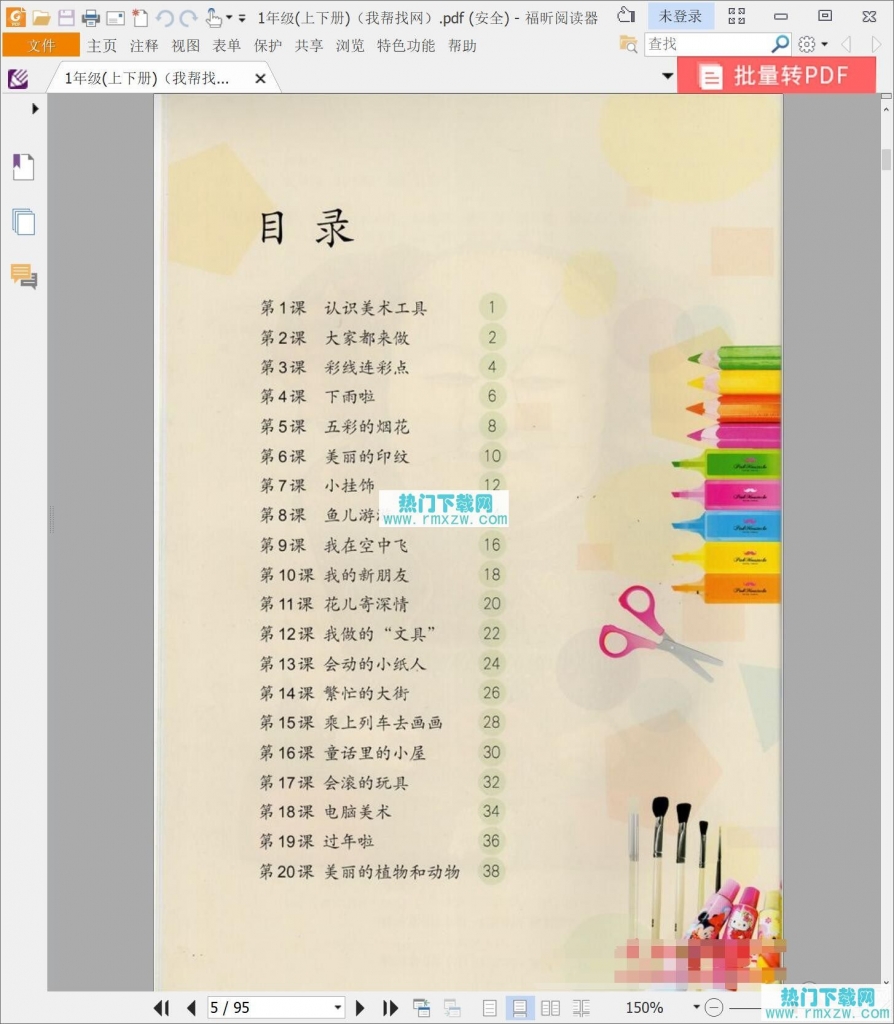 1年级(上下册)（我帮找网）.pdf (安全) - 福昕阅读器
未登录
文件 主页 注释 视图 表单 保护 共享 浏览 特色功能 帮助
查找
1年级(上下册)（我帮找...
批量转PDF
目 录
第1课 认识美术工具 1
第2课 大家都来做 2
第3课 彩线连彩点 4
第4课 下雨啦 6
第5课 五彩的烟花 8
第6课 美丽的印纹 10
第7课 小挂饰 12
热门下载网
第8课 鱼儿游
www.rmxzw.com
第9课 我在空中飞 16
第10课 我的新朋友 18
第11课 花儿寄深情 20
第12课 我做的“文具” 22
第13课 会动的小纸人 24
第14课 繁忙的大街 26
第15课 乘上列车去画画 28
第16课 童话里的小屋 30
第17课 会滚的玩具 32
第18课 电脑美术 34
第19课 过年啦 36
第20课 美丽的植物和动物 38
5 / 95
150%
热门下载网
www.rmxzw.com